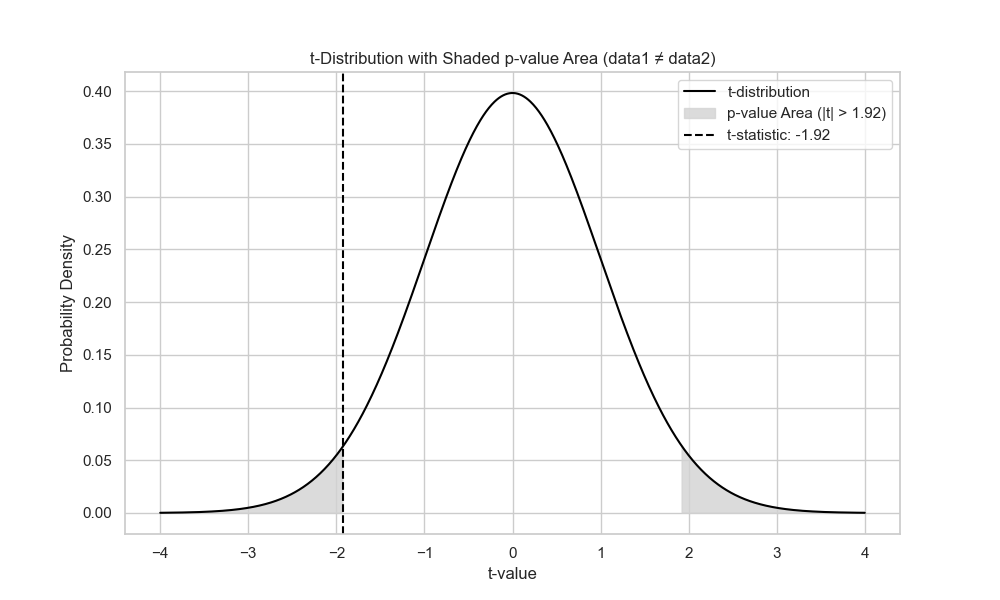 t-Distribution with Shaded p-value Area (data1 ≠ data2)
t-distribution
p-value Area (|t| > 1.92)
t-statistic: -1.92
Probability Density
0.40
0.35
0.30
0.25
0.20
0.15
0.10
0.05
0.00
−4 −3 −2 −1 0 1 2 3 4
t-value